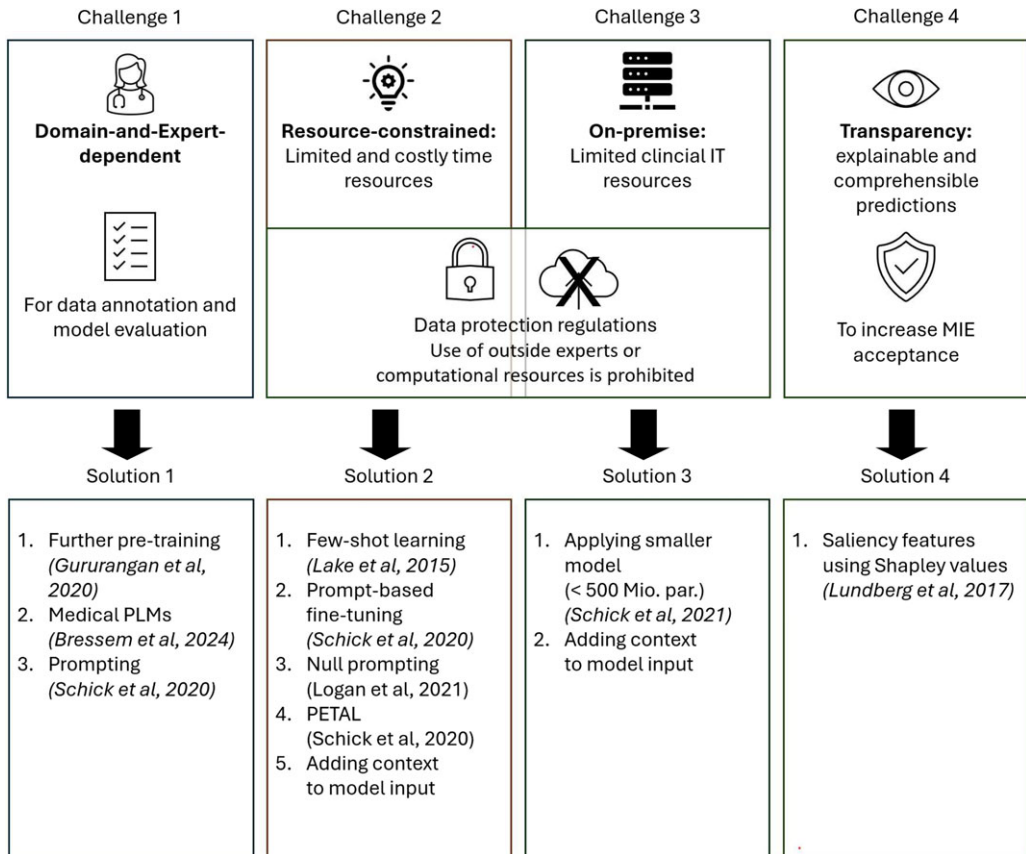 Challenge 1
Challenge 2
Challenge 3
Challenge 4
Domain-and-Expert-
dependent
For data annotation and
model evaluation
Resource-constrained:
Limited and costly time
resources
On-premise:
Limited clincial IT
resources
Data protection regulations
Use of outside experts or
computational resources is prohibited
Transparency:
explainable and
comprehensible
predictions
To increase MIE
acceptance
Solution 1
Solution 2
Solution 3
Solution 4
1. Further pre-training
(Gururangan et al,
2020)
2. Medical PLMs
(Bressem et al, 2024)
3. Prompting
(Schick et al, 2020)
1. Few-shot learning
(Lake et al, 2015)
2. Prompt-based
fine-tuning
(Schick et al, 2020)
3. Null prompting
(Logan et al, 2021)
4. PETAL
(Schick et al, 2020)
5. Adding context
to model input
1. Applying smaller
model
(< 500 Mio. par.)
(Schick et al, 2021)
2. Adding context
to model input
1. Saliency features
using Shapley values
(Lundberg et al, 2017)